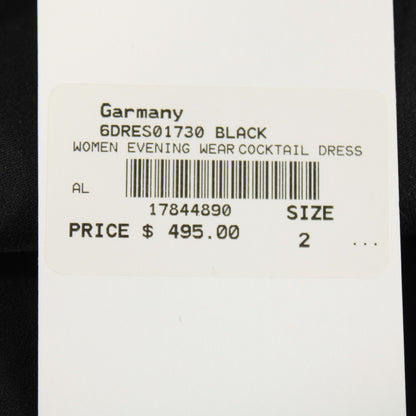 Garmany
6DRES01730 BLACK
WOMEN EVENING WEAR COCKTAIL DRESS
AL
17844890 SIZE
PRICE $ 495.00 2 ...